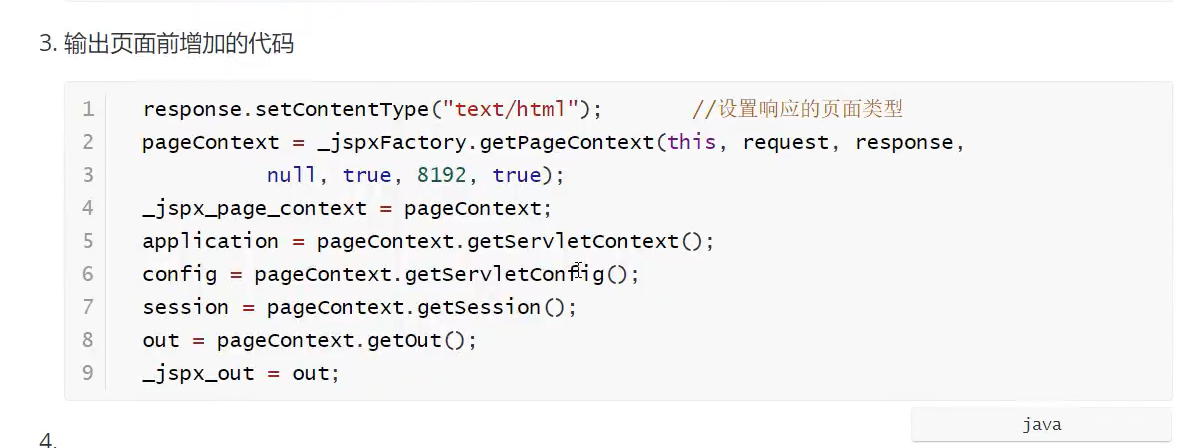 3. 输出页面前增加的代码
1 response.setContentType("text/html"); //设置响应的页面类型
2 pageContext = _jspxFactory.getPageContext(this, request, response,
3 null, true, 8192, true);
4 _jspx_page_context = pageContext;
5 application = pageContext.getServletContext();
6 config = pageContext.getServletConfig();
7 session = pageContext.getSession();
8 out = pageContext.getOut();
9 _jspx_out = out;
java
4.